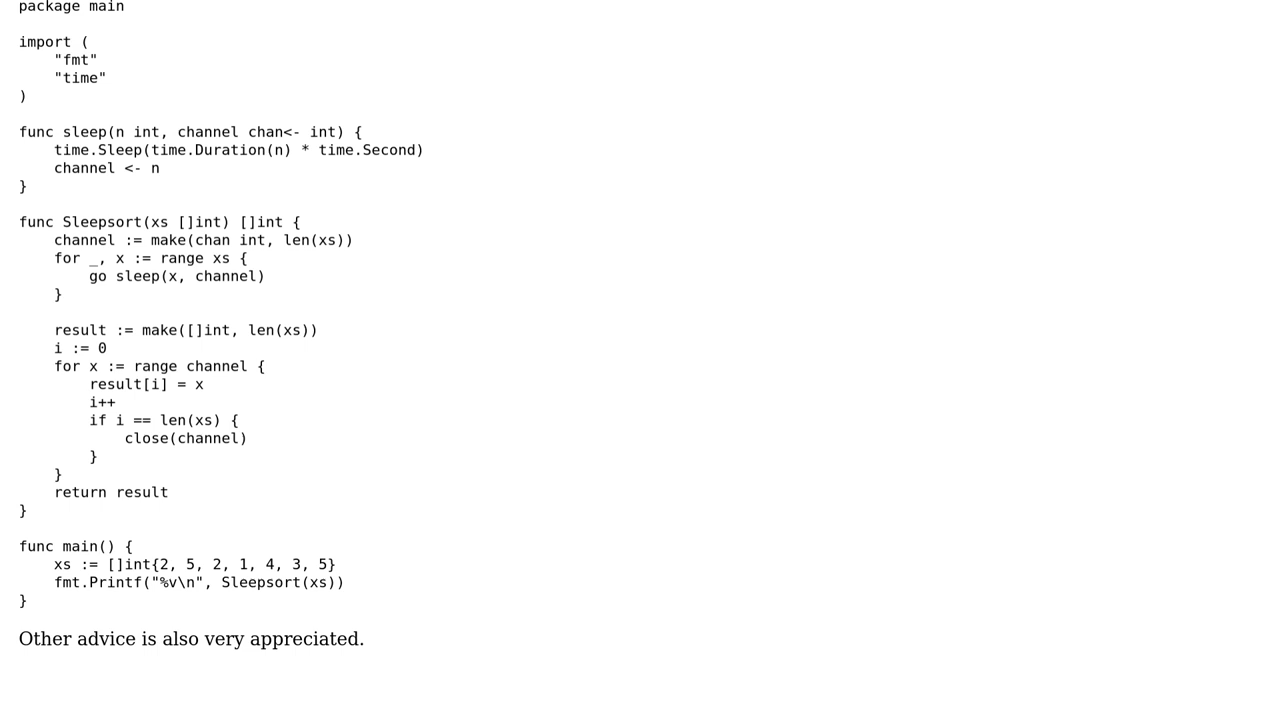 package main
import (
    "fmt"
    "time"
)
func sleep(n int, channel chan<- int) {
    time.Sleep(time.Duration(n) * time.Second)
    channel <- n
}
func Sleepsort(xs []int) []int {
    channel := make(chan int, len(xs))
    for _, x := range xs {
        go sleep(x, channel)
    }
    result := make([]int, len(xs))
    i := 0
    for x := range channel {
        result[i] = x
        i++
        if i == len(xs) {
            close(channel)
        }
    }
    return result
}
func main() {
    xs := []int{2, 5, 2, 1, 4, 3, 5}
    fmt.Printf("%v\n", Sleepsort(xs))
}
Other advice is also very appreciated.